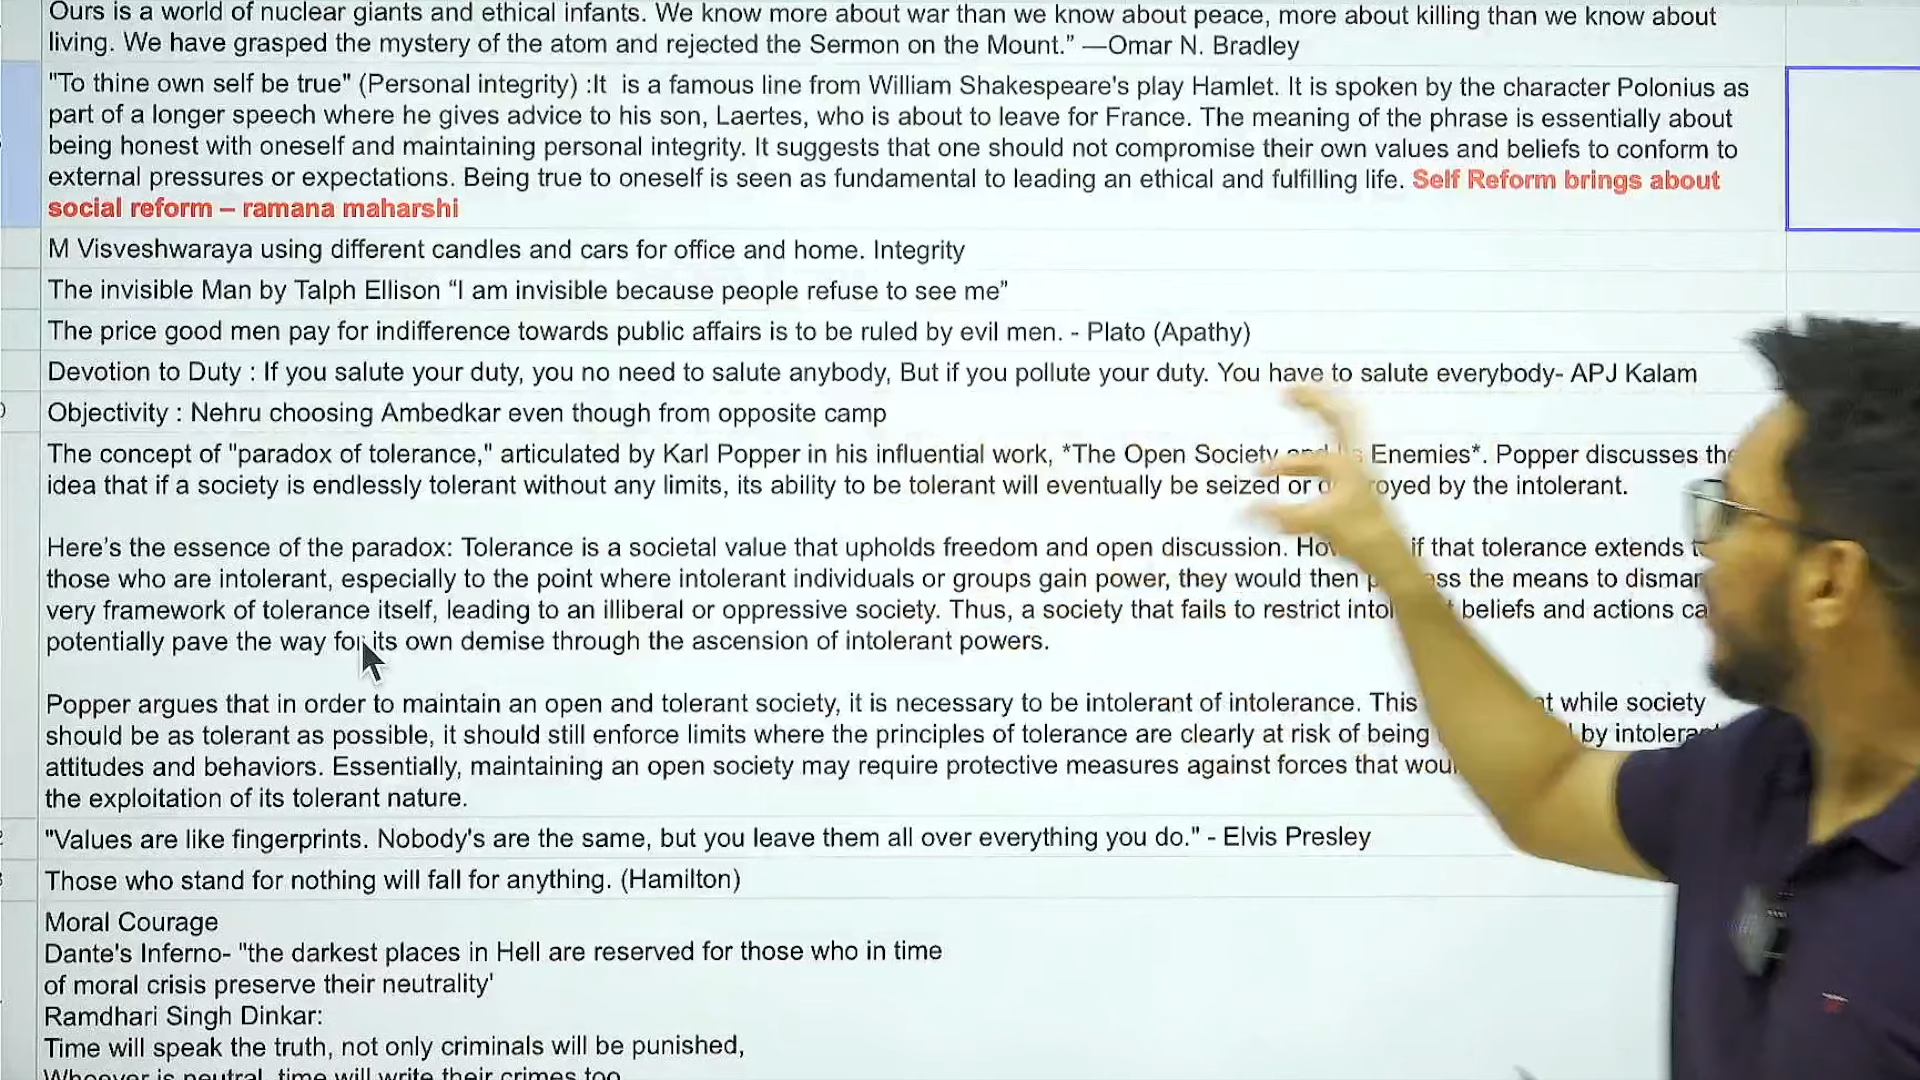 Ours is a world of nuclear giants and ethical infants. We know more about war than we know about peace, more about killing than we know about
living. We have grasped the mystery of the atom and rejected the Sermon on the Mount.” —Omar N. Bradley
"To thine own self be true" (Personal integrity) :It  is a famous line from William Shakespeare's play Hamlet. It is spoken by the character Polonius as
part of a longer speech where he gives advice to his son, Laertes, who is about to leave for France. The meaning of the phrase is essentially about
being honest with oneself and maintaining personal integrity. It suggests that one should not compromise their own values and beliefs to conform to
external pressures or expectations. Being true to oneself is seen as fundamental to leading an ethical and fulfilling life. Self Reform brings about
social reform – ramana maharshi
M Visveshwaraya using different candles and cars for office and home. Integrity
The invisible Man by Talph Ellison “I am invisible because people refuse to see me”
The price good men pay for indifference towards public affairs is to be ruled by evil men. - Plato (Apathy)
Devotion to Duty : If you salute your duty, you no need to salute anybody, But if you pollute your duty. You have to salute everybody- APJ Kalam
Objectivity : Nehru choosing Ambedkar even though from opposite camp
The concept of "paradox of tolerance," articulated by Karl Popper in his influential work, *The Open Society Enemies*. Popper discusses the
idea that if a society is endlessly tolerant without any limits, its ability to be tolerant will eventually be seized or by the intolerant.
Here’s the essence of the paradox: Tolerance is a societal value that upholds freedom and open discussion. if that tolerance extends
those who are intolerant, especially to the point where intolerant individuals or groups gain power, they would then the means to
very framework of tolerance itself, leading to an illiberal or oppressive society. Thus, a society that fails to restrict beliefs and actions
potentially pave the way for its own demise through the ascension of intolerant powers.
Popper argues that in order to maintain an open and tolerant society, it is necessary to be intolerant of intolerance. This while society
should be as tolerant as possible, it should still enforce limits where the principles of tolerance are clearly at risk of being by
attitudes and behaviors. Essentially, maintaining an open society may require protective measures against forces that
the exploitation of its tolerant nature.
"Values are like fingerprints. Nobody's are the same, but you leave them all over everything you do." - Elvis Presley
Those who stand for nothing will fall for anything. (Hamilton)
Moral Courage
Dante's Inferno- "the darkest places in Hell are reserved for those who in time
of moral crisis preserve their neutrality'
Ramdhari Singh Dinkar:
Time will speak the truth, not only criminals will be punished,
Whoever is neutral, time will write their crimes too